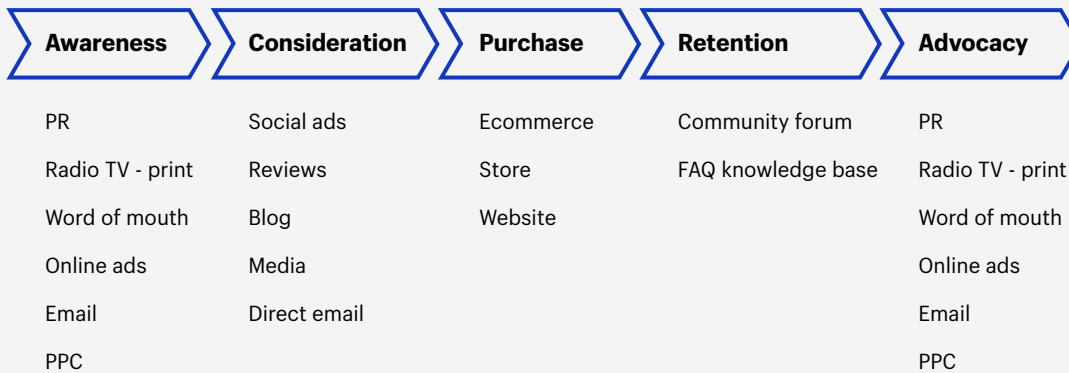 Awareness
Consideration
Purchase
Retention
Advocacy
PR
Radio TV - print
Word of mouth
Online ads
Email
PPC
Social ads
Reviews
Blog
Media
Direct email
Ecommerce
Store
Website
Community forum
FAQ knowledge base
PR
Radio TV - print
Word of mouth
Online ads
Email
PPC